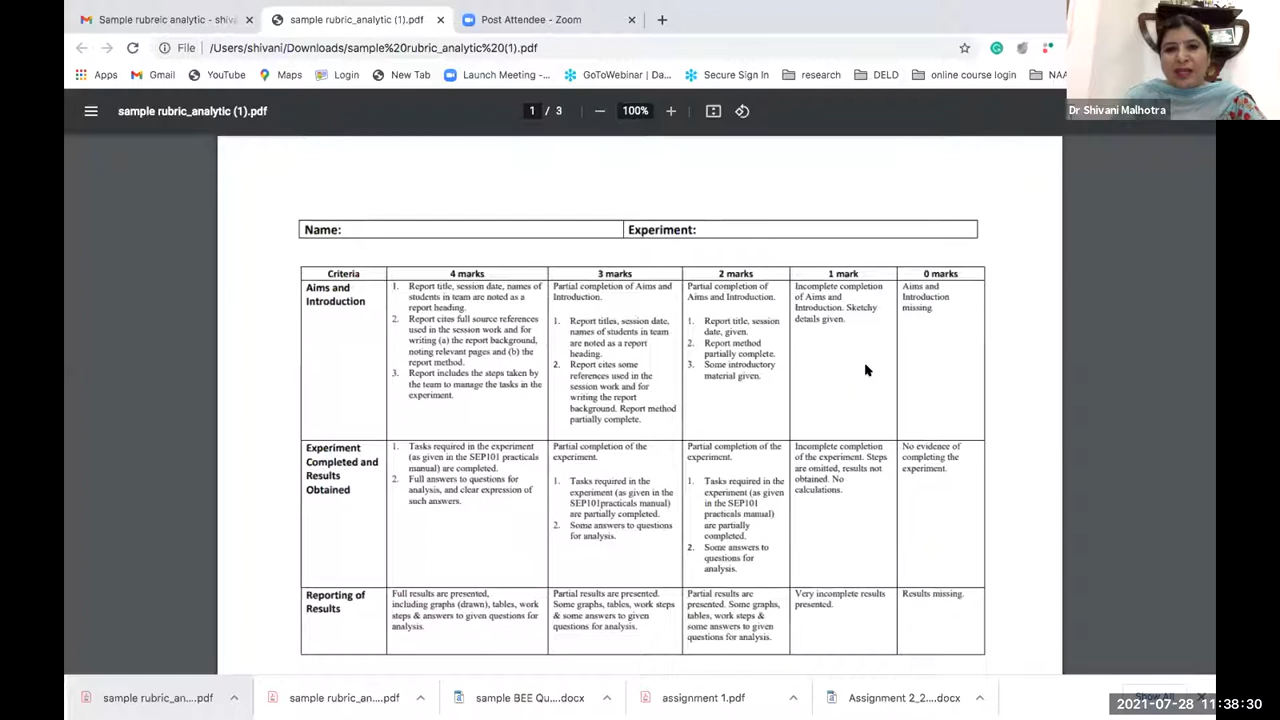 Sample rubreic analytic - shiva
sample rubric_analytic (1).pdf
Post Attendee - Zoom
File
/Users/shivani/Downloads/sample%20rubric_analytic%20(1).pdf
Apps
Gmail
YouTube
Maps
Login
New Tab
Launch Meeting -...
GoToWebinar | Da...
Secure Sign In
research
DELD
online course login
NAA
Dr Shivani Malhotra
sample rubric_analytic (1).pdf
1 / 3
100%
Name:
Experiment:
Criteria
4 marks
3 marks
2 marks
1 mark
0 marks
Aims and
Introduction
1. Report title, session date, names of
students in team are noted as a
report heading.
2. Report cites full source references
used in the session work and for
writing (a) the report background,
noting relevant pages and (b) the
report method.
3. Report includes the steps taken by
the team to manage the tasks in the
experiment.
Partial completion of Aims and
Introduction.
1. Report titles, session date,
names of students in team
are noted as a report
heading.
2. Report cites some
references used in the
session work and for
writing the report
background. Report method
partially complete.
Partial completion of
Aims and Introduction.
1. Report title, session
date, given.
2. Report method
partially complete.
3. Some introductory
material given.
Incomplete completion
of Aims and
Introduction. Sketchy
details given.
Aims and
Introduction
missing
Experiment
Completed and
Results
Obtained
1. Tasks required in the experiment
(as given in the SEP101 practicals
manual) are completed.
2. Full answers to questions for
analysis, and clear expression of
such answers.
Partial completion of the
experiment.
1. Tasks required in the
experiment (as given in the
SEP101practicals manual)
are partially completed.
2. Some answers to questions
for analysis.
Partial completion of the
experiment.
1. Tasks required in the
experiment (as given
in the SEP101
practicals manual)
are partially
completed.
2. Some answers to
questions for
analysis.
Incomplete completion
of the experiment. Steps
are omitted, results not
obtained. No
calculations.
No evidence of
completing the
experiment.
Reporting of
Results
Full results are presented,
including graphs (drawn), tables, work
steps & answers to given questions for
analysis.
Partial results are presented.
Some graphs, tables, work steps
& some answers to given
questions for analysis.
Partial results are
presented. Some graphs,
tables, work steps &
some answers to given
questions for analysis.
Very incomplete results
presented.
Results missing.
sample rubric_an....pdf
sample rubric_an....pdf
sample BEE Qu....docx
assignment 1.pdf
Assignment 2_2....docx
Show All
2021-07-28 11:38:30